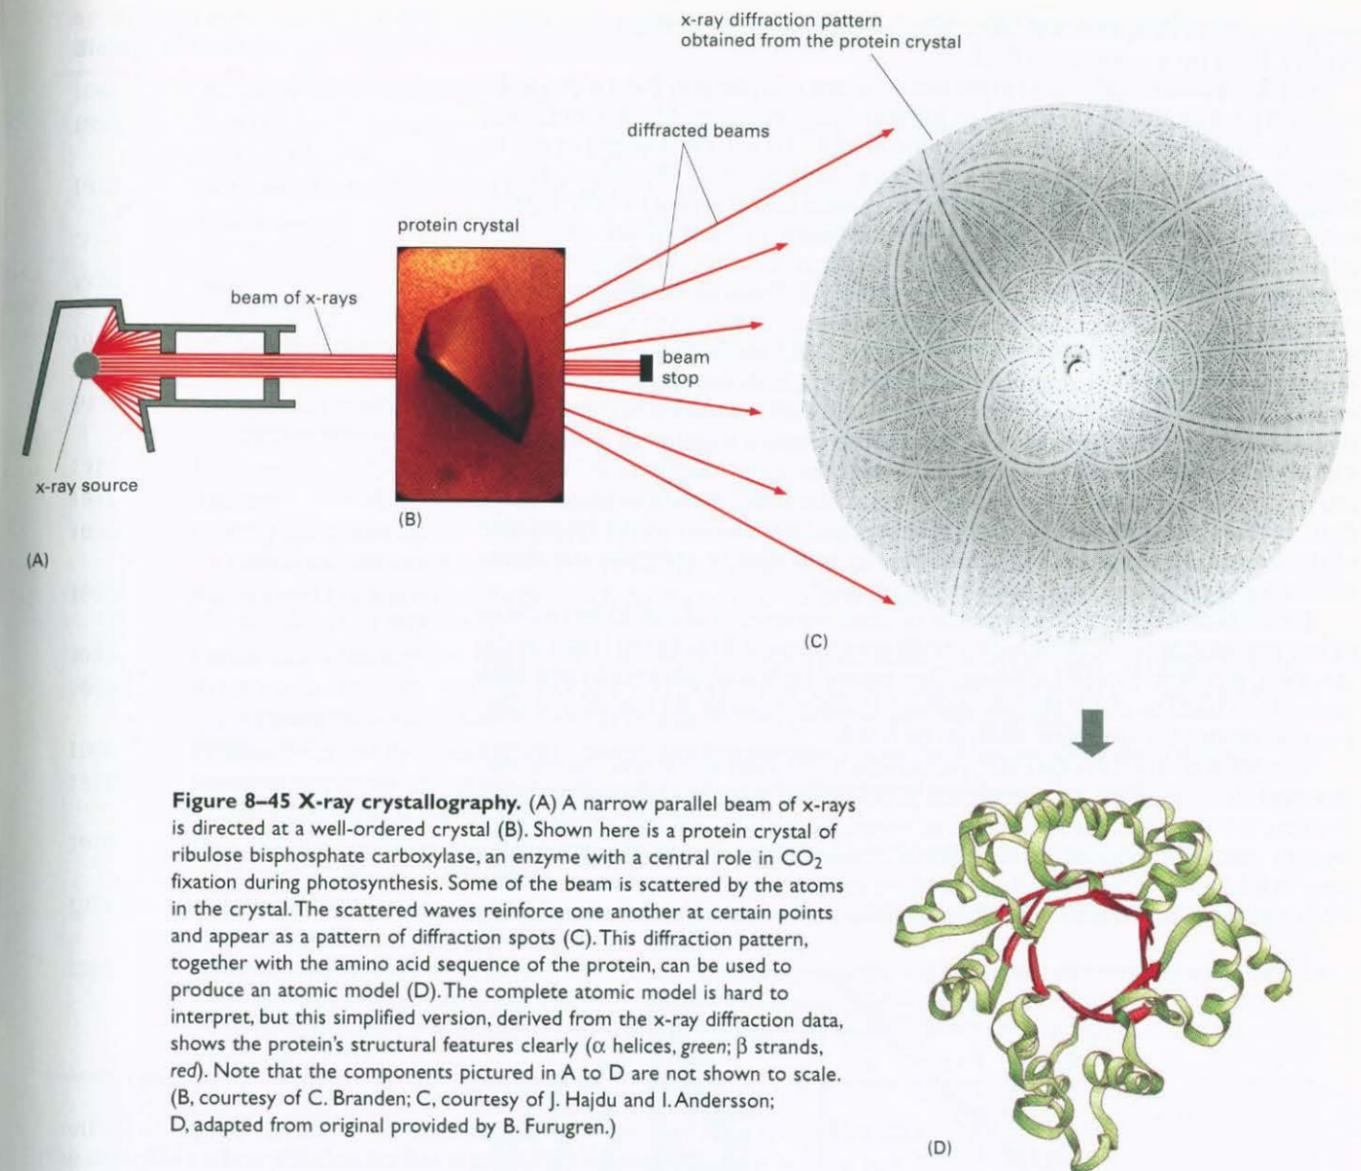 x-ray diffraction pattern
obtained from the protein crystal
diffracted beams
protein crystal
beam of x-rays
beam
stop
x-ray source
(B)
(A)
(C)
Figure 8–45 X-ray crystallography. (A) A narrow parallel beam of x-rays
is directed at a well-ordered crystal (B). Shown here is a protein crystal of
ribulose bisphosphate carboxylase, an enzyme with a central role in CO₂
fixation during photosynthesis. Some of the beam is scattered by the atoms
in the crystal. The scattered waves reinforce one another at certain points
and appear as a pattern of diffraction spots (C). This diffraction pattern,
together with the amino acid sequence of the protein, can be used to
produce an atomic model (D). The complete atomic model is hard to
interpret, but this simplified version, derived from the x-ray diffraction data,
shows the protein's structural features clearly (α helices, green; β strands,
red). Note that the components pictured in A to D are not shown to scale.
(B, courtesy of C. Branden; C, courtesy of J. Hajdu and I. Andersson;
D, adapted from original provided by B. Furugren.)
(D)